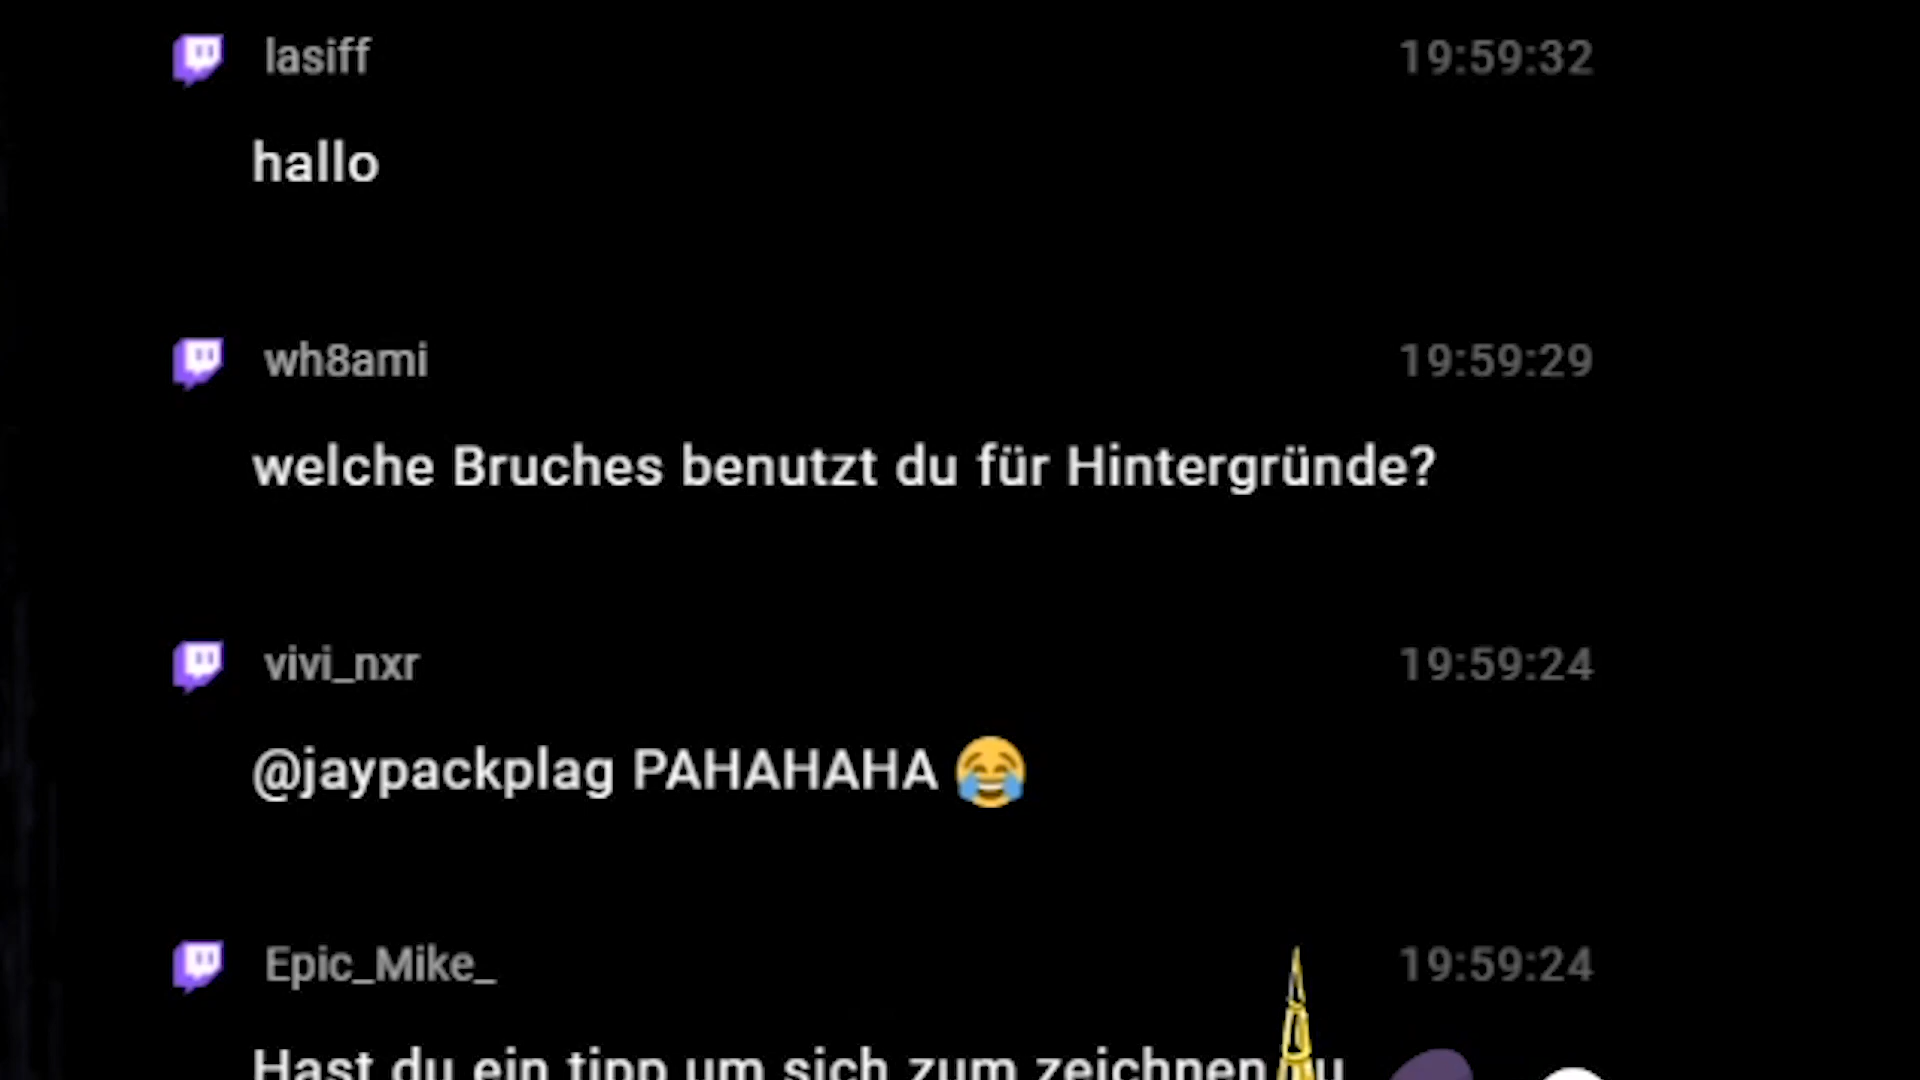 lasiff 19:59:32
hallo
wh8ami 19:59:29
welche Bruches benutzt du für Hintergründe?
vivi_nxr 19:59:24
@jaypackplag PAHAHAHA 😂
Epic_Mike_ 19:59:24
Hast du ein tipp um sich zum zeichnen